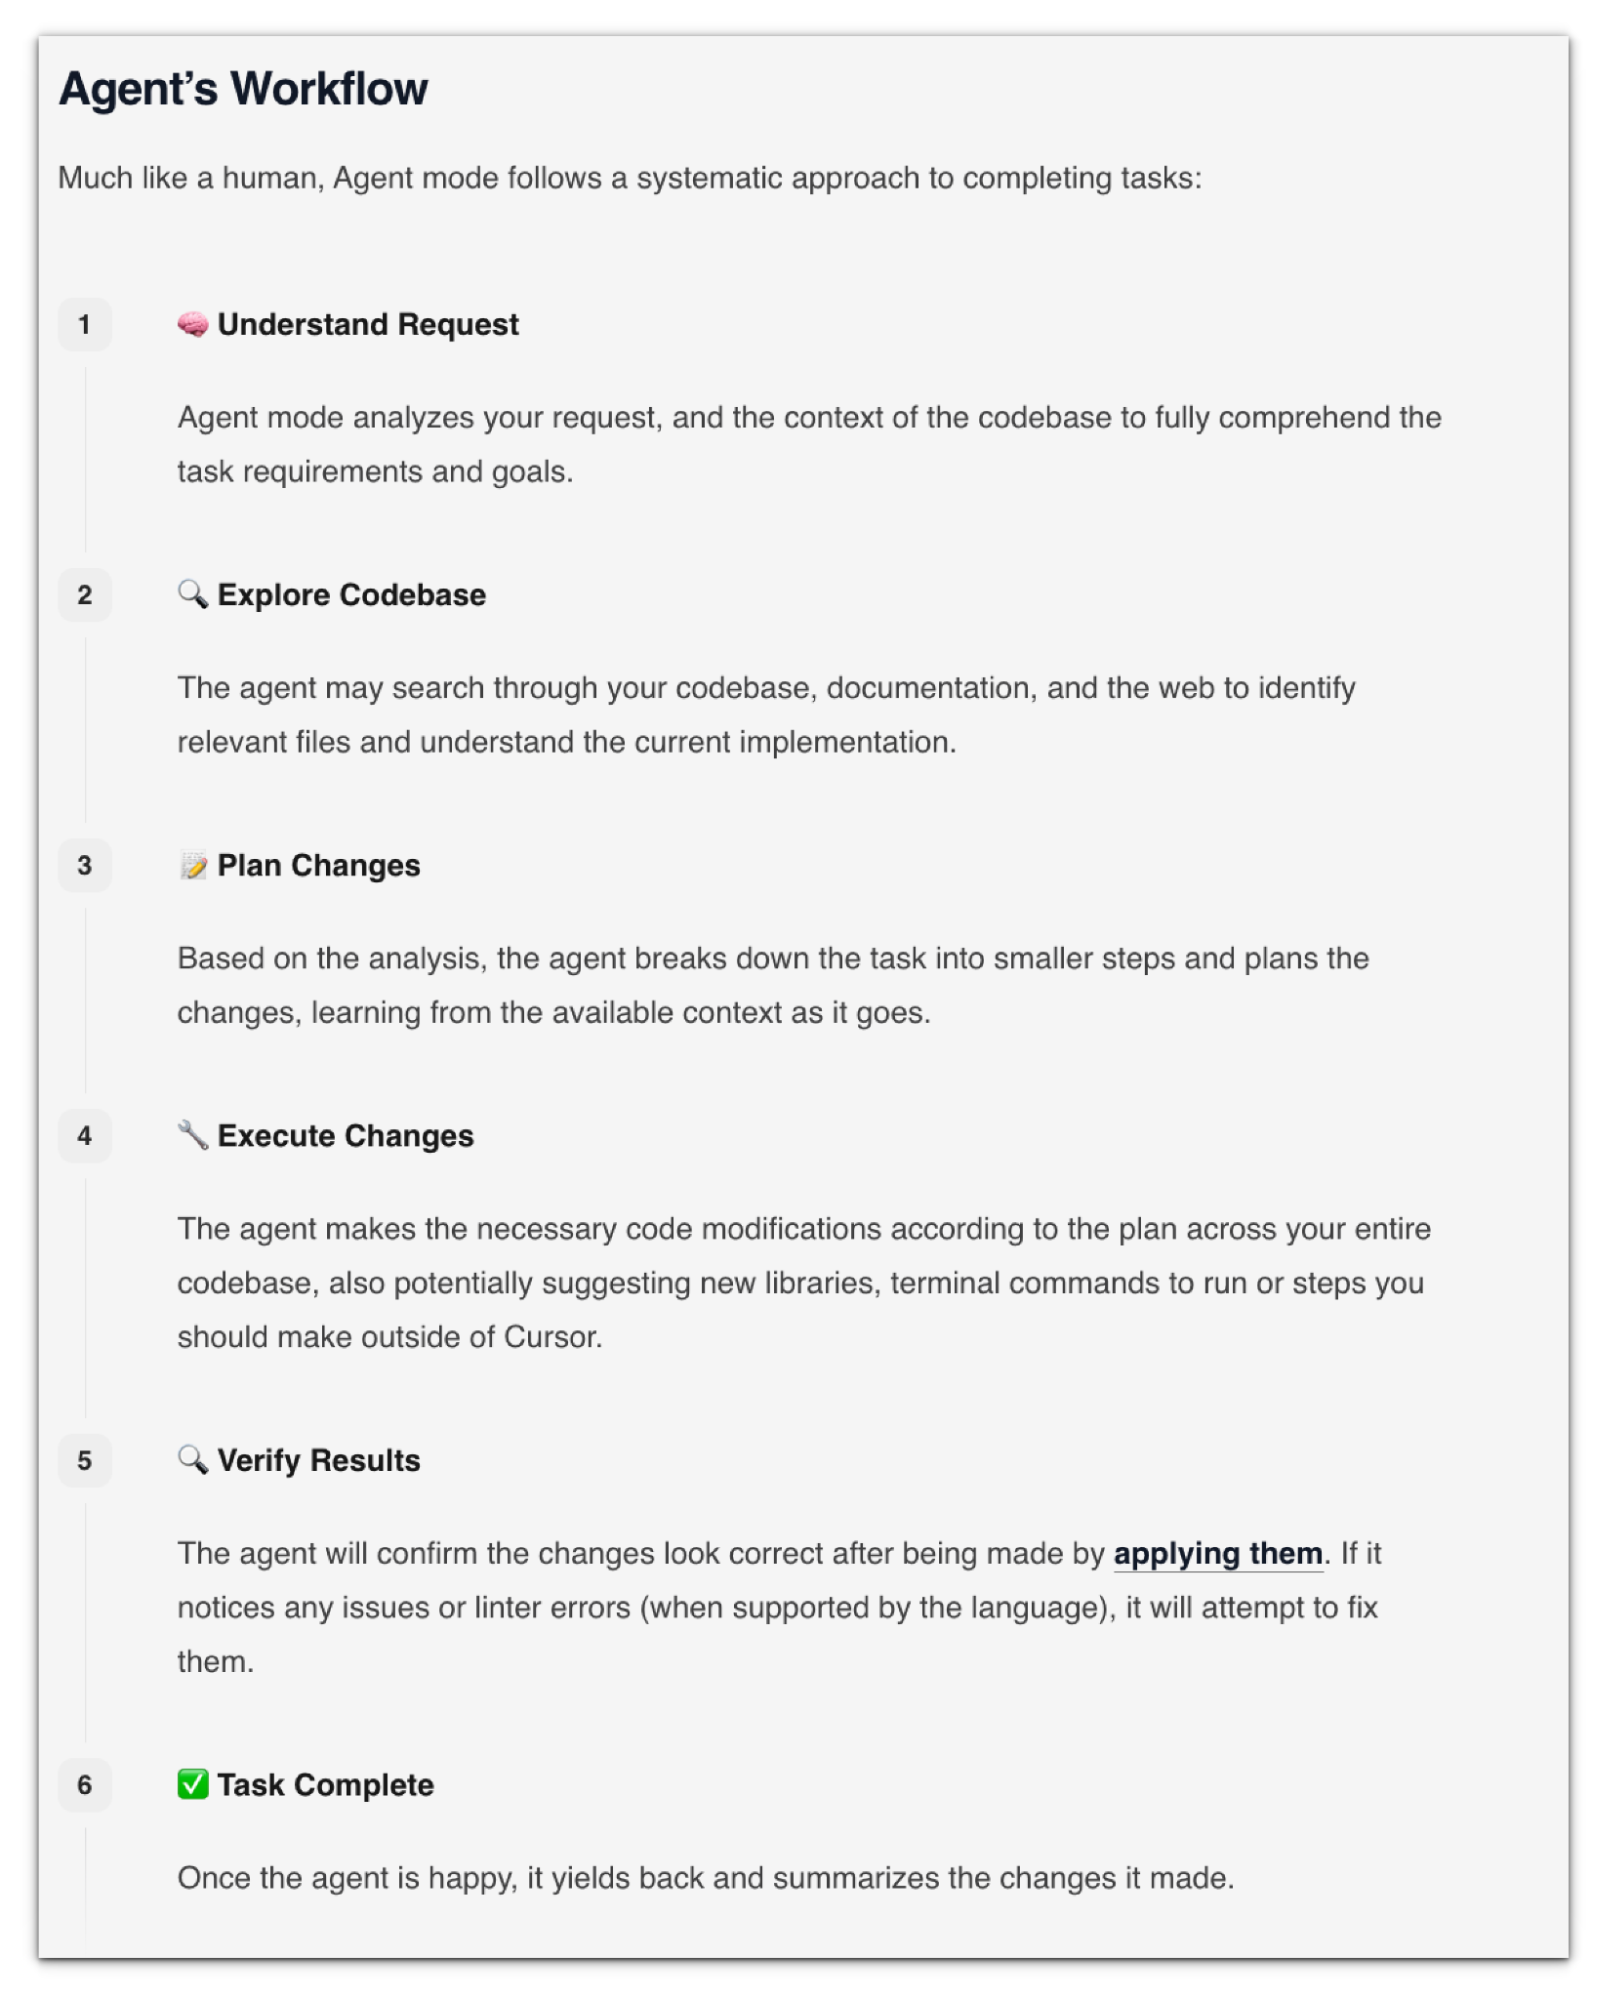 Agent’s Workflow
Much like a human, Agent mode follows a systematic approach to completing tasks:
1
🧠 Understand Request
Agent mode analyzes your request, and the context of the codebase to fully comprehend the
task requirements and goals.
2
🔍 Explore Codebase
The agent may search through your codebase, documentation, and the web to identify
relevant files and understand the current implementation.
3
📝 Plan Changes
Based on the analysis, the agent breaks down the task into smaller steps and plans the
changes, learning from the available context as it goes.
4
🔧 Execute Changes
The agent makes the necessary code modifications according to the plan across your entire
codebase, also potentially suggesting new libraries, terminal commands to run or steps you
should make outside of Cursor.
5
🔍 Verify Results
The agent will confirm the changes look correct after being made by applying them. If it
notices any issues or linter errors (when supported by the language), it will attempt to fix
them.
6
✅ Task Complete
Once the agent is happy, it yields back and summarizes the changes it made.